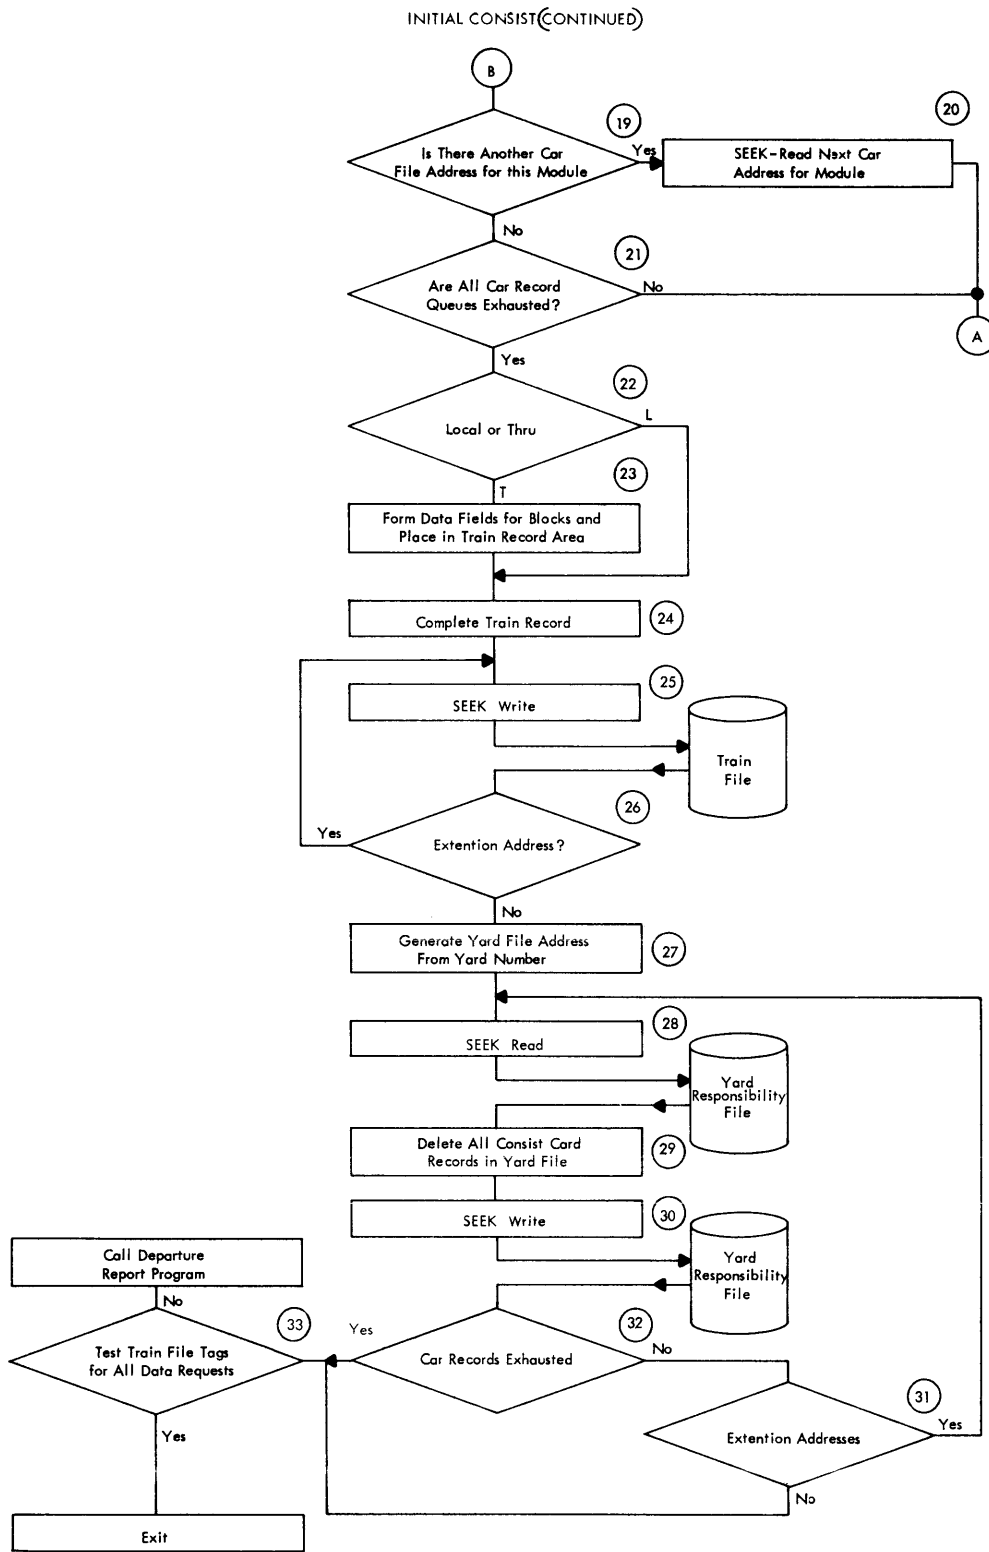 INITIAL CONSIST(CONTINUED)
B
19
20
Is There Another Car
File Address for this Module
Yes
SEEK-Read Next Car
Address for Module
No
21
Are All Car Record
Queues Exhausted?
No
A
Yes
22
Local or Thru
L
23
T
Form Data Fields for Blocks and
Place in Train Record Area
Complete Train Record
24
25
SEEK Write
Train
File
26
Yes
Extention Address?
No
Generate Yard File Address
From Yard Number
27
28
SEEK Read
Yard
Responsibility
File
Delete All Consist Card
Records in Yard File
29
30
SEEK Write
Yard
Responsibility
File
Call Departure
Report Program
No
33
Yes
32
Test Train File Tags
for All Data Requests
Car Records Exhausted
No
31
Yes
Extention Addresses
Yes
No
Exit